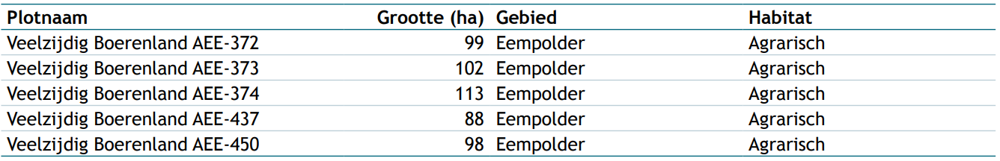 Plotnaam Grootte (ha) Gebied Habitat
Veelzijdig Boerenland AEE-372 99 Eempolder Agrarisch
Veelzijdig Boerenland AEE-373 102 Eempolder Agrarisch
Veelzijdig Boerenland AEE-374 113 Eempolder Agrarisch
Veelzijdig Boerenland AEE-437 88 Eempolder Agrarisch
Veelzijdig Boerenland AEE-450 98 Eempolder Agrarisch